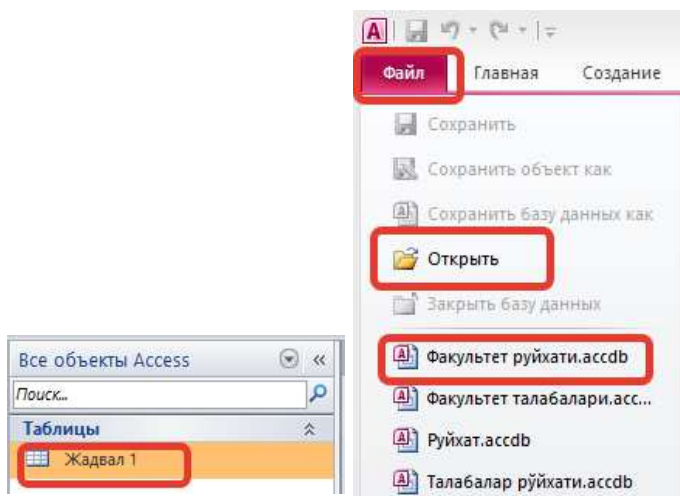 Все объекты Access
Поиск...
Таблицы
Жадвал 1
Файл Главная Создание
Сохранить
Сохранить объект как
Сохранить базу данных как
Открыть
Закрыть базу данных
Факультет руйхати.accdb
Факультет талабалари.acc...
Руйхат.accdb
Талабалар рўйхати.accdb